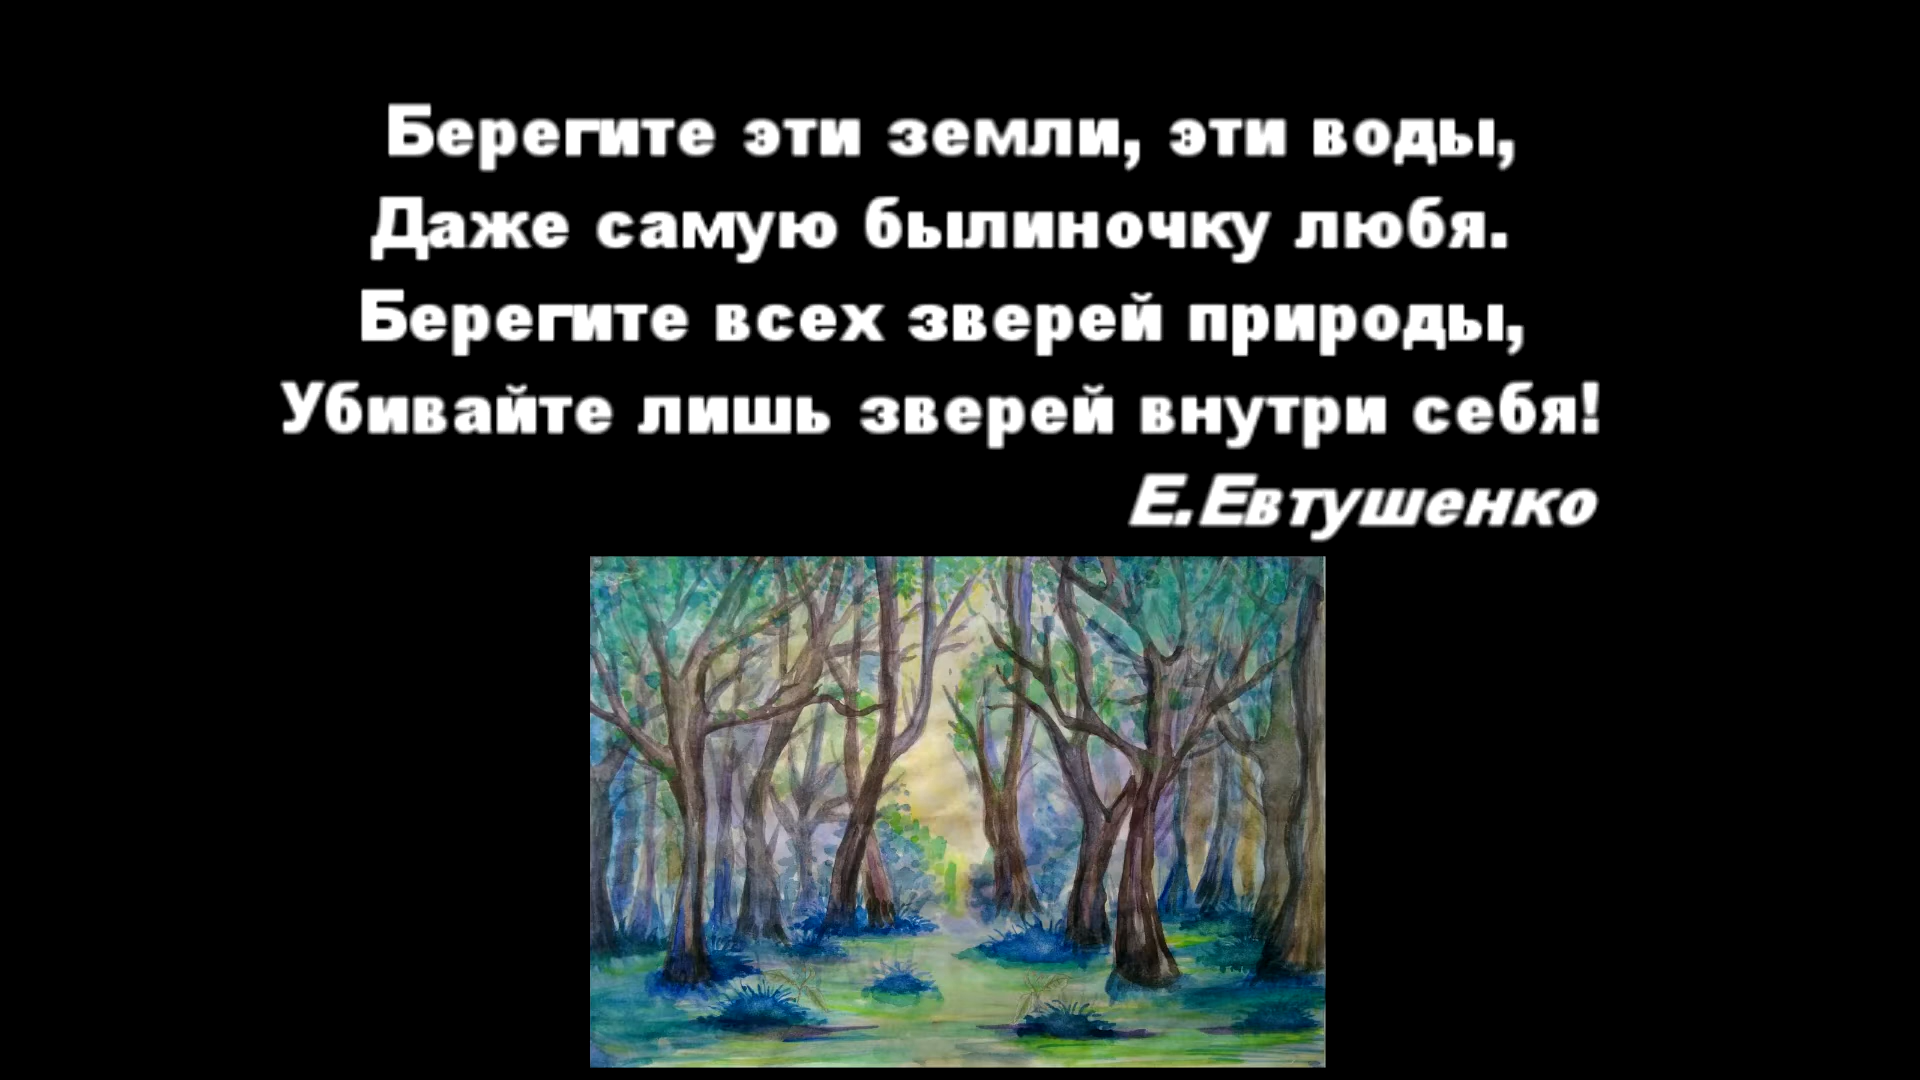 Берегите эти земли, эти воды,
Даже самую былиночку любя.
Берегите всех зверей природы,
Убивайте лишь зверей внутри себя!
Е.Евтушенко